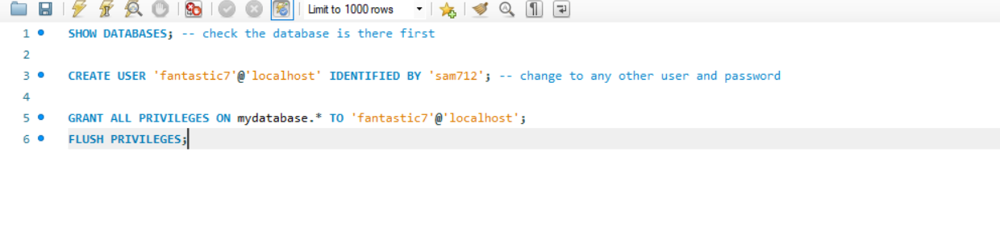 Limit to 1000 rows
1 SHOW DATABASES; -- check the database is there first
2
3 CREATE USER 'fantastic7'@'localhost' IDENTIFIED BY 'sam712'; -- change to any other user and password
4
5 GRANT ALL PRIVILEGES ON mydatabase.* TO 'fantastic7'@'localhost';
6 FLUSH PRIVILEGES;